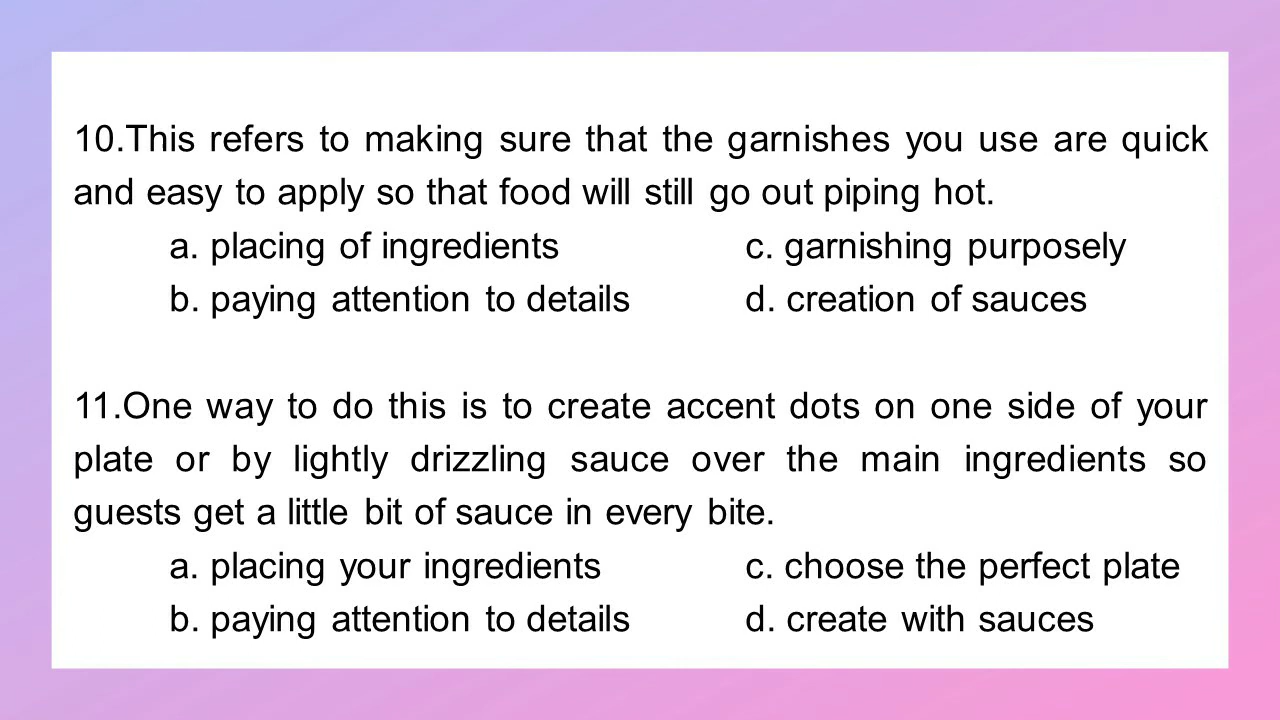 10.This refers to making sure that the garnishes you use are quick
and easy to apply so that food will still go out piping hot.
a. placing of ingredients c. garnishing purposely
b. paying attention to details d. creation of sauces
11.One way to do this is to create accent dots on one side of your
plate or by lightly drizzling sauce over the main ingredients so
guests get a little bit of sauce in every bite.
a. placing your ingredients c. choose the perfect plate
b. paying attention to details d. create with sauces